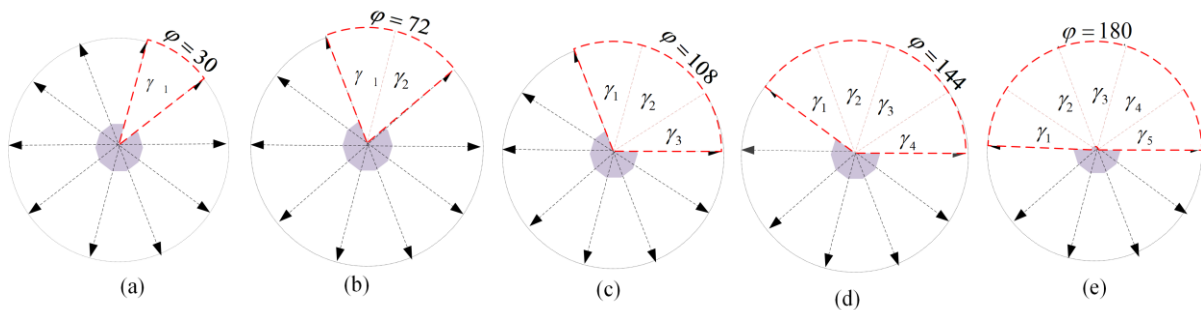 φ = 30
γ 1
(a)
φ = 72
γ 1
γ2
(b)
φ = 108
γ1
γ2
γ3
(c)
φ = 144
γ1
γ2
γ3
γ4
(d)
φ = 180
γ1
γ2
γ3
γ4
γ5
(e)